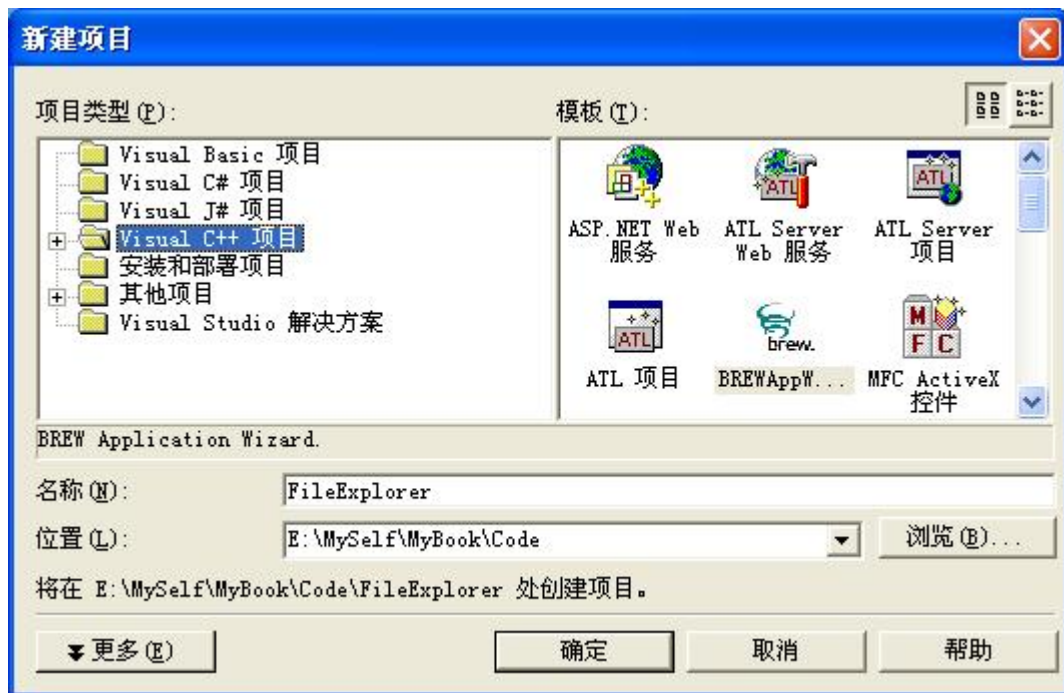 新建项目
项目类型(P):
模板(T):
Visual Basic 项目
Visual C# 项目
Visual J# 项目
Visual C++ 项目
安装和部署项目
其他项目
Visual Studio 解决方案
ASP.NET Web
服务
ATL Server
Web 服务
ATL Server
项目
ATL 项目
BREWAppW...
MFC ActiveX
控件
BREW Application Wizard.
名称(N):
FileExplorer
位置(L):
E:\MySelf\MyBook\Code
浏览(B)...
将在 E:\MySelf\MyBook\Code\FileExplorer 处创建项目。
更多(E)
确定
取消
帮助
ATL
ATL
ATL
brew.
M
F C